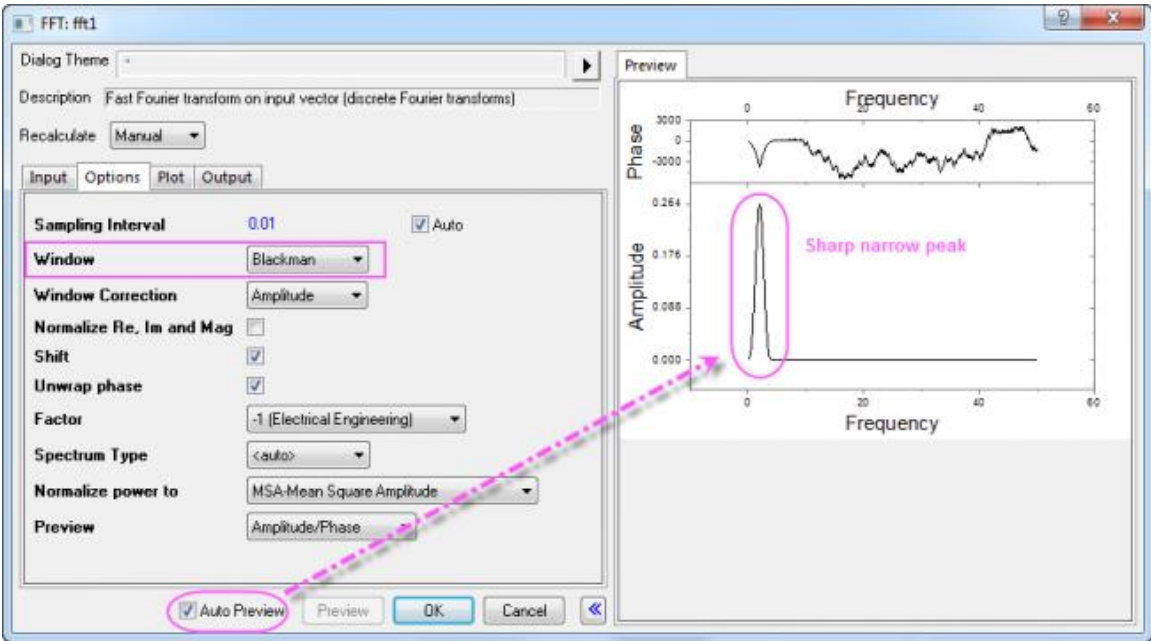 FFT: fft1
Dialog Theme *
Description Fast Fourier transform on input vector (discrete Fourier transforms)
Recalculate Manual
Input Options Plot Output
Sampling Interval 0.01 Auto
Window Blackman
Window Correction Amplitude
Normalize Re, Im and Mag
Shift
Unwrap phase
Factor -1 (Electrical Engineering)
Spectrum Type <auto>
Normalize power to MSA-Mean Square Amplitude
Preview Amplitude/Phase
Auto Preview Preview OK Cancel
Preview
Frequency
0 20 40 60
Phase
3000
0
-3000
Amplitude
0.264
0.176
0.088
0.000
Sharp narrow peak
0 20 40 60
Frequency